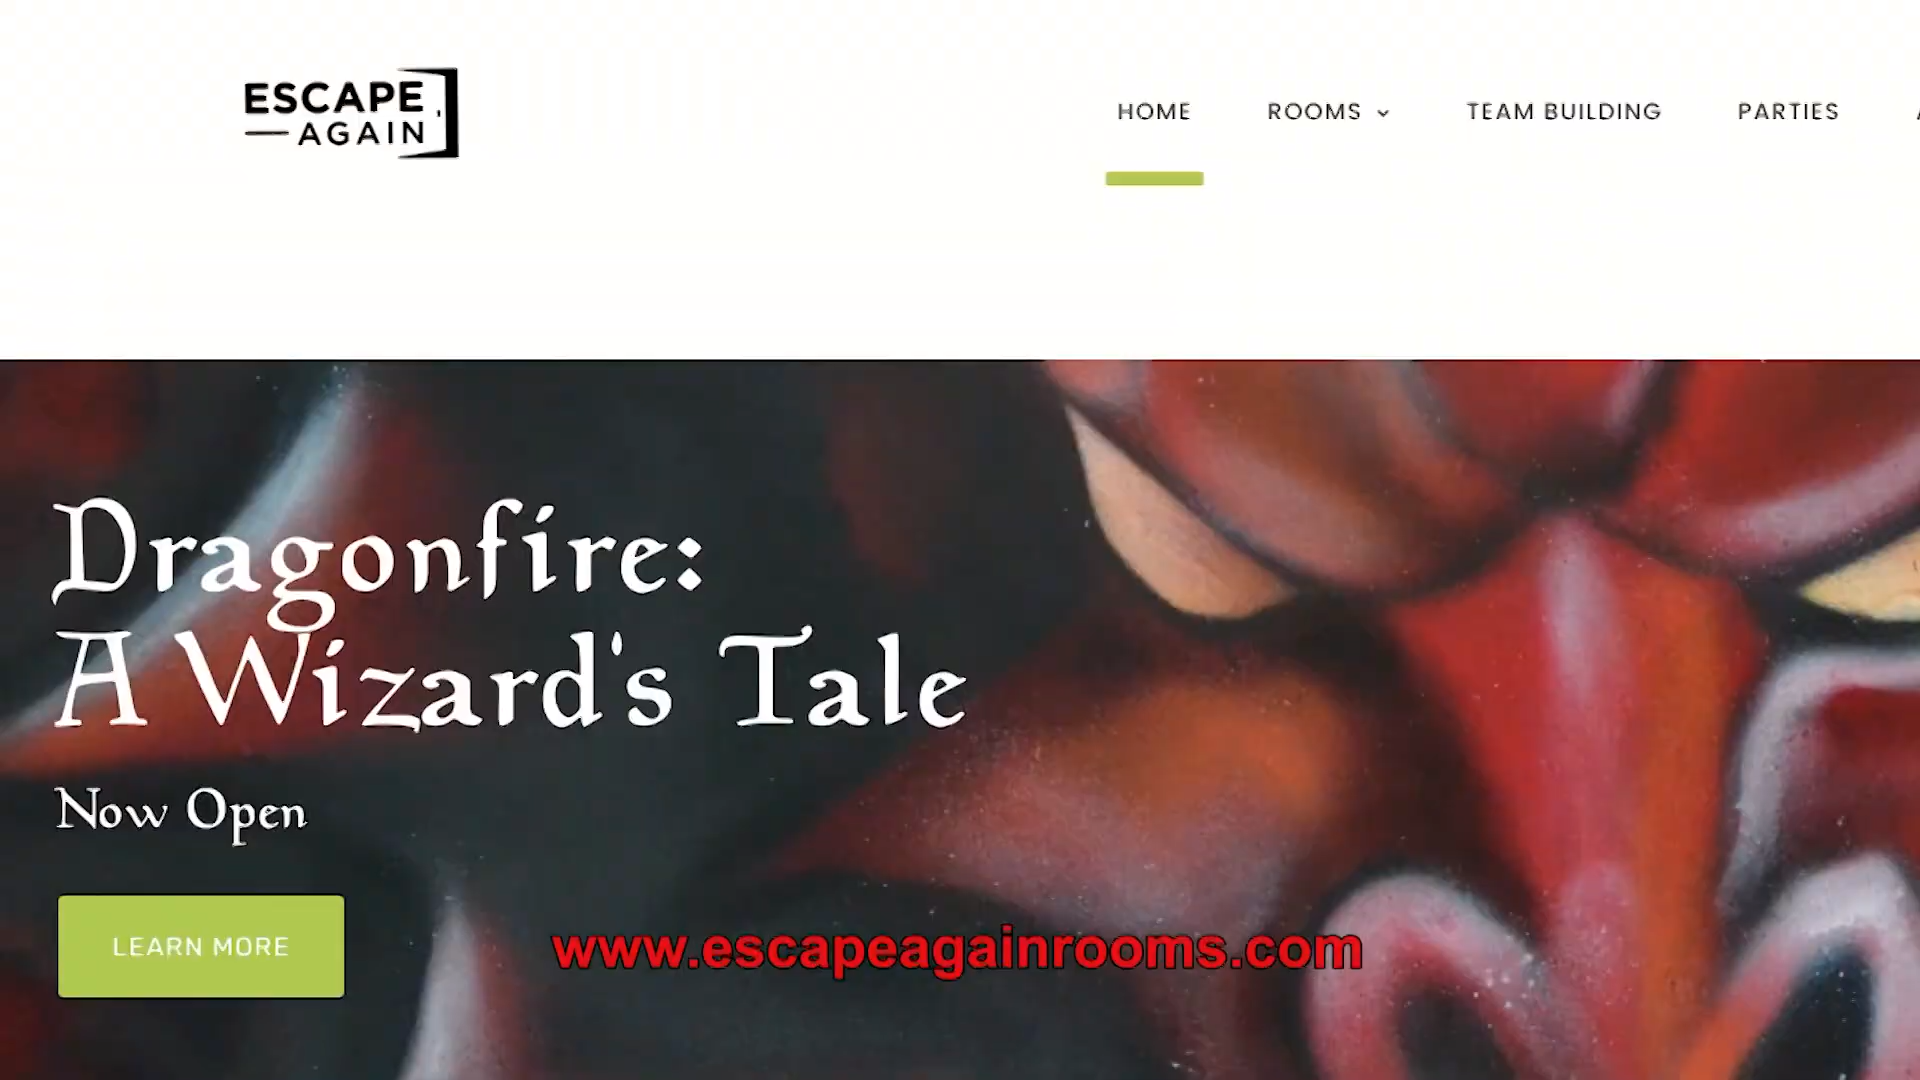 ESCAPE
AGAIN
HOME
ROOMS
TEAM BUILDING
PARTIES
Dragonfire:
A Wizard's Tale
Now Open
LEARN MORE
www.escapeagainrooms.com